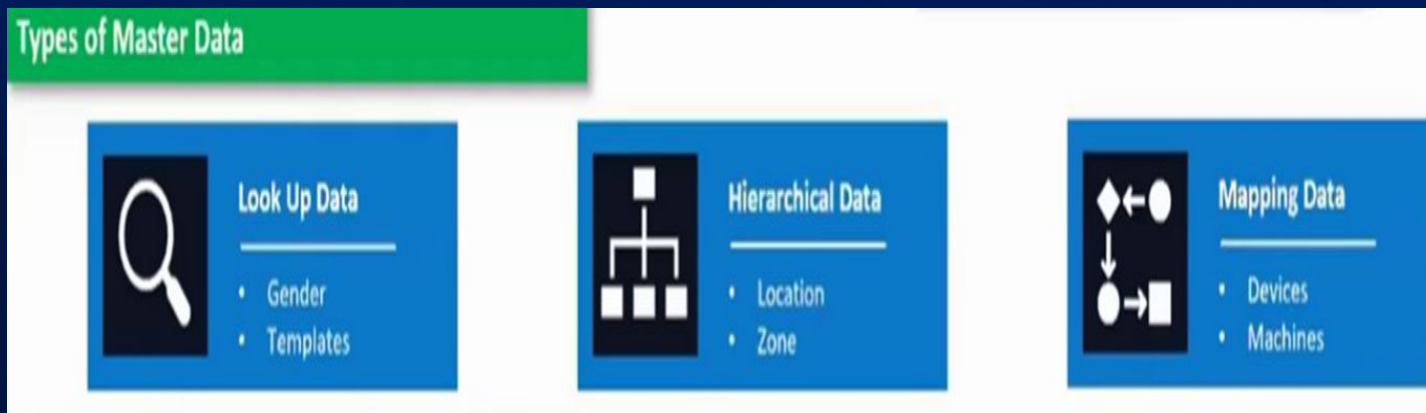 Types of Master Data
Look Up Data
• Gender
• Templates
Hierarchical Data
• Location
• Zone
Mapping Data
• Devices
• Machines